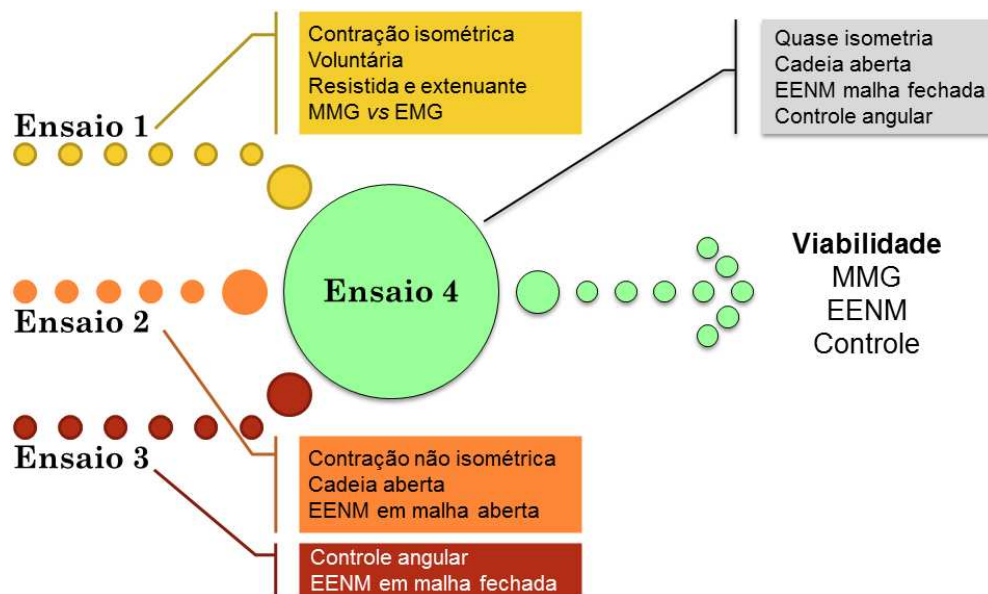 Ensaio 1
Contração isométrica
Voluntária
Resistida e extenuante
MMG vs EMG
Quase isometria
Cadeia aberta
EENM malha fechada
Controle angular
Ensaio 2
Contração não isométrica
Cadeia aberta
EENM em malha aberta
Ensaio 3
Controle angular
EENM em malha fechada
Ensaio 4
Viabilidade
MMG
EENM
Controle